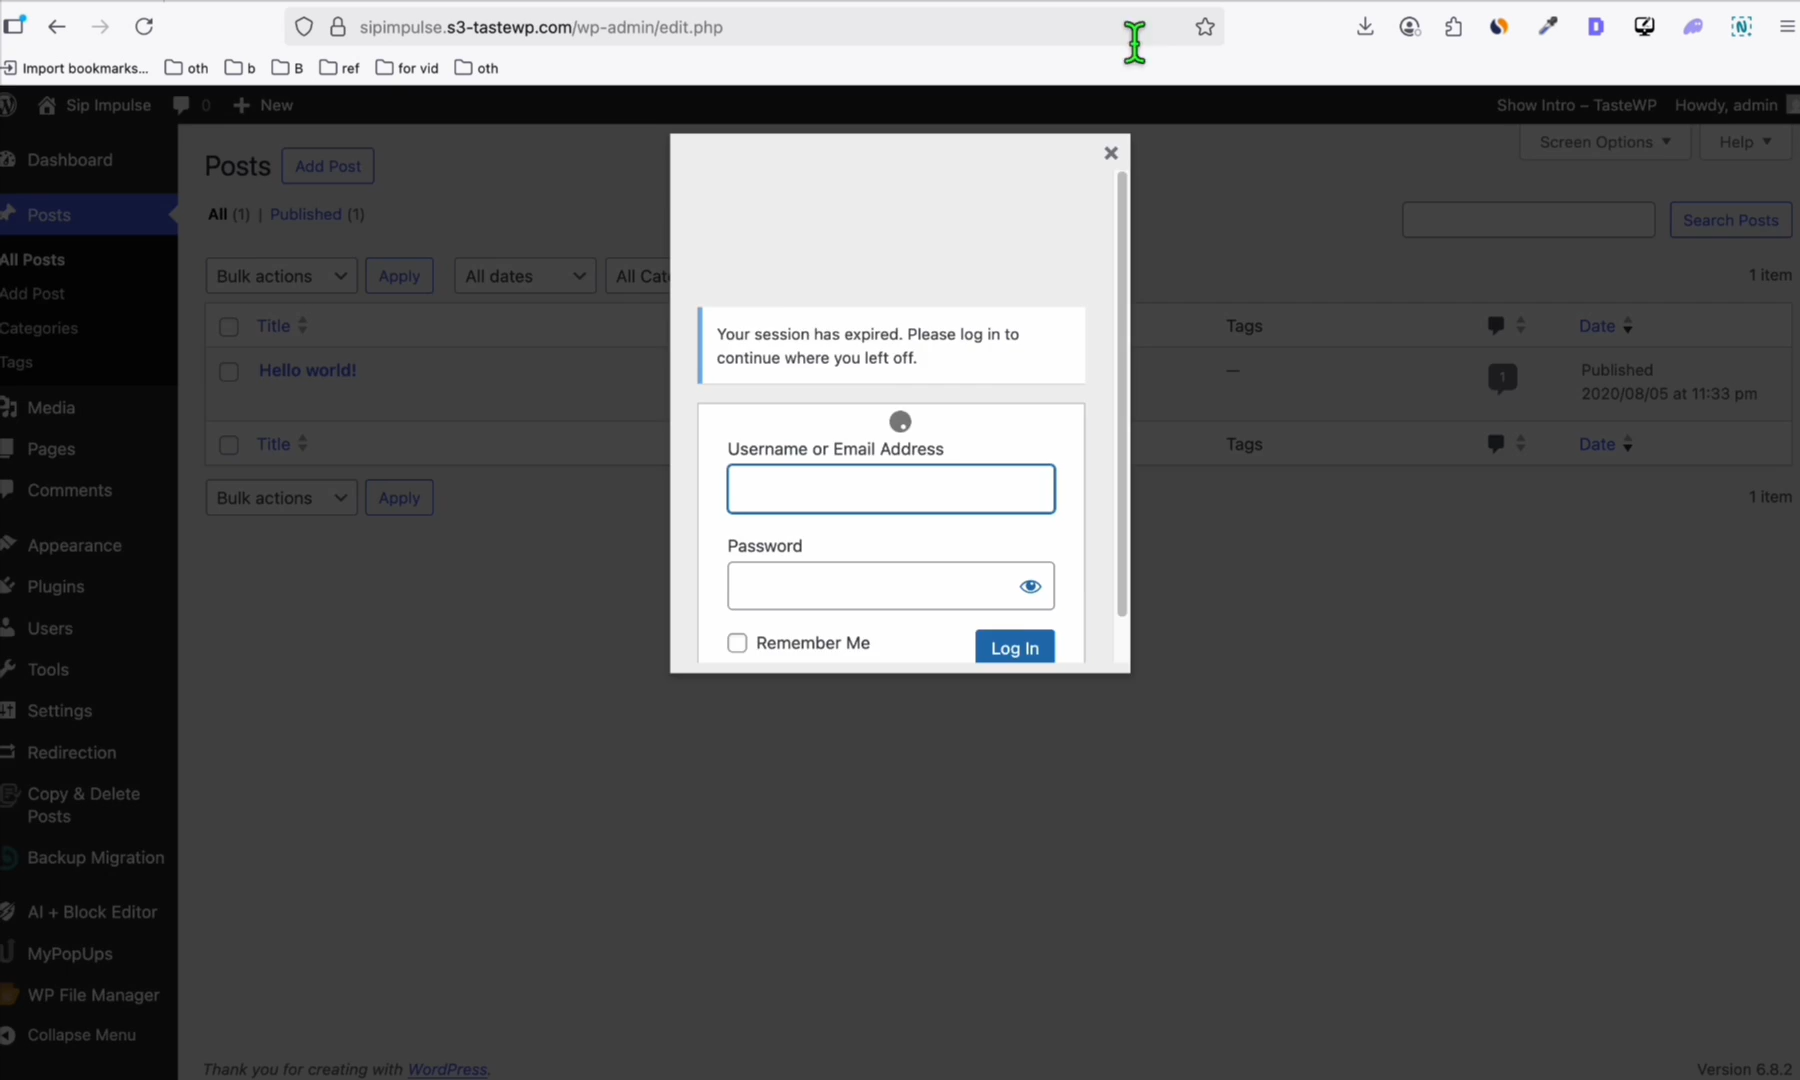 sipimpulse.s3-tastewp.com/wp-admin/edit.php
Import bookmarks... oth b B ref for vid oth
Sip Impulse 0 New Show Intro – TasteWP Howdy, admin
Screen Options Help
Dashboard
Posts
All Posts
Add Post
Categories
Tags
Media
Pages
Comments
Appearance
Plugins
Users
Tools
Settings
Redirection
Copy & Delete
Posts
Backup Migration
AI + Block Editor
MyPopUps
WP File Manager
Collapse Menu
Posts Add Post
All (1) | Published (1)
Search Posts
Bulk actions Apply All dates All Cat
1 item
Title Tags Date
Hello world! — 1 Published
2020/08/05 at 11:33 pm
Title Tags Date
Bulk actions Apply 1 item
Your session has expired. Please log in to
continue where you left off.
Username or Email Address
Password
Remember Me Log In
Thank you for creating with WordPress.
Version 6.8.2